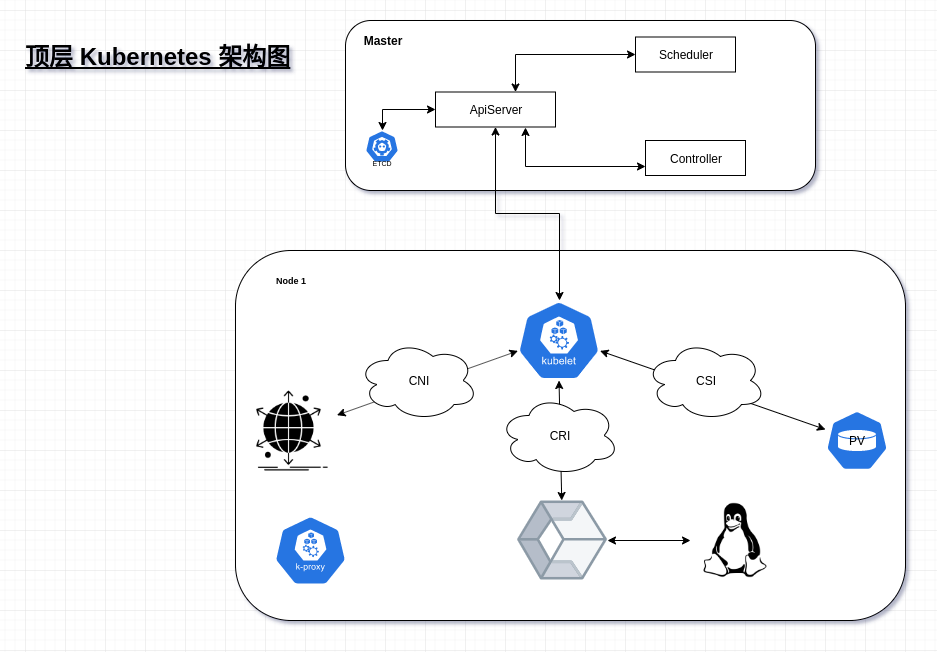 顶层 Kubernetes 架构图
Master
Scheduler
ApiServer
ETCD
Controller
Node 1
kubelet
CNI
CSI
CRI
PV
k-proxy